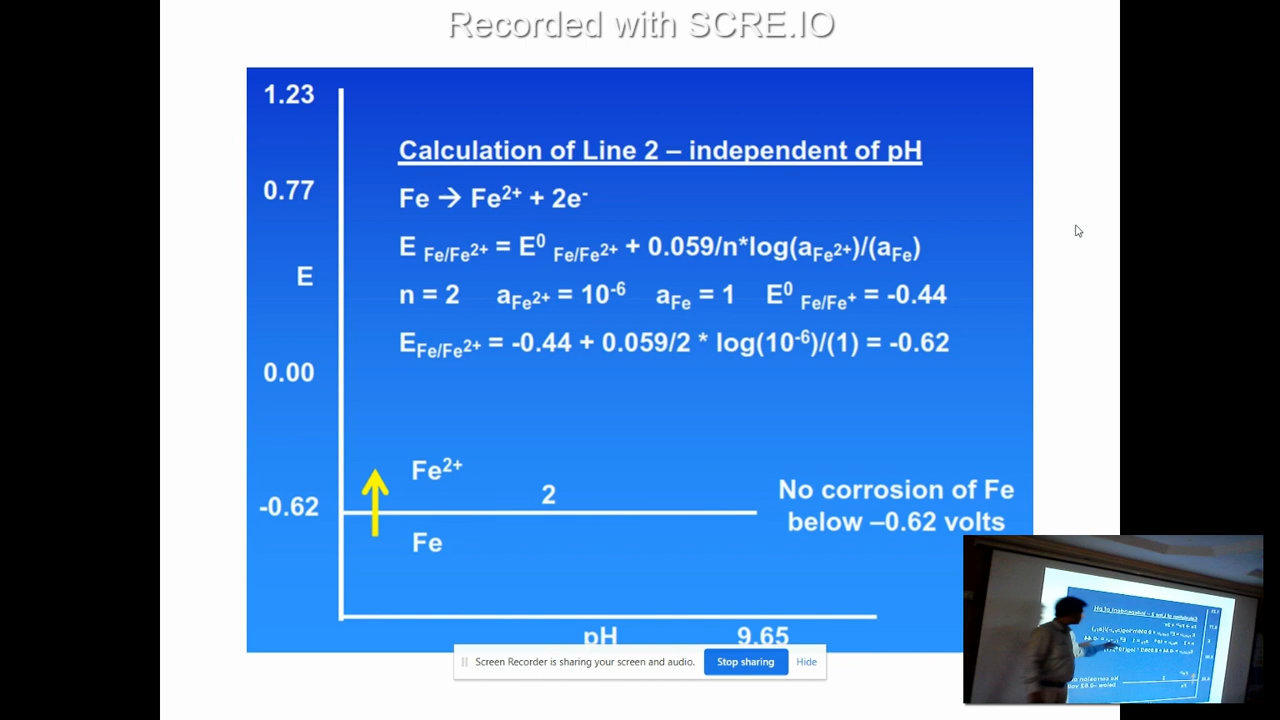 Recorded with SCRE.IO
1.23
Calculation of Line 2 – independent of pH
0.77
Fe → Fe²⁺ + 2e⁻
E Fe/Fe²⁺ = E⁰ Fe/Fe²⁺ + 0.059/n*log(aFe²⁺)/(aFe)
E
n = 2 aFe²⁺ = 10⁻⁶ aFe = 1 E⁰ Fe/Fe⁺ = -0.44
EFe/Fe²⁺ = -0.44 + 0.059/2 * log(10⁻⁶)/(1) = -0.62
0.00
Fe²⁺
2
-0.62
No corrosion of Fe
below –0.62 volts
Fe
pH 9.65
Screen Recorder is sharing your screen and audio. Stop sharing Hide